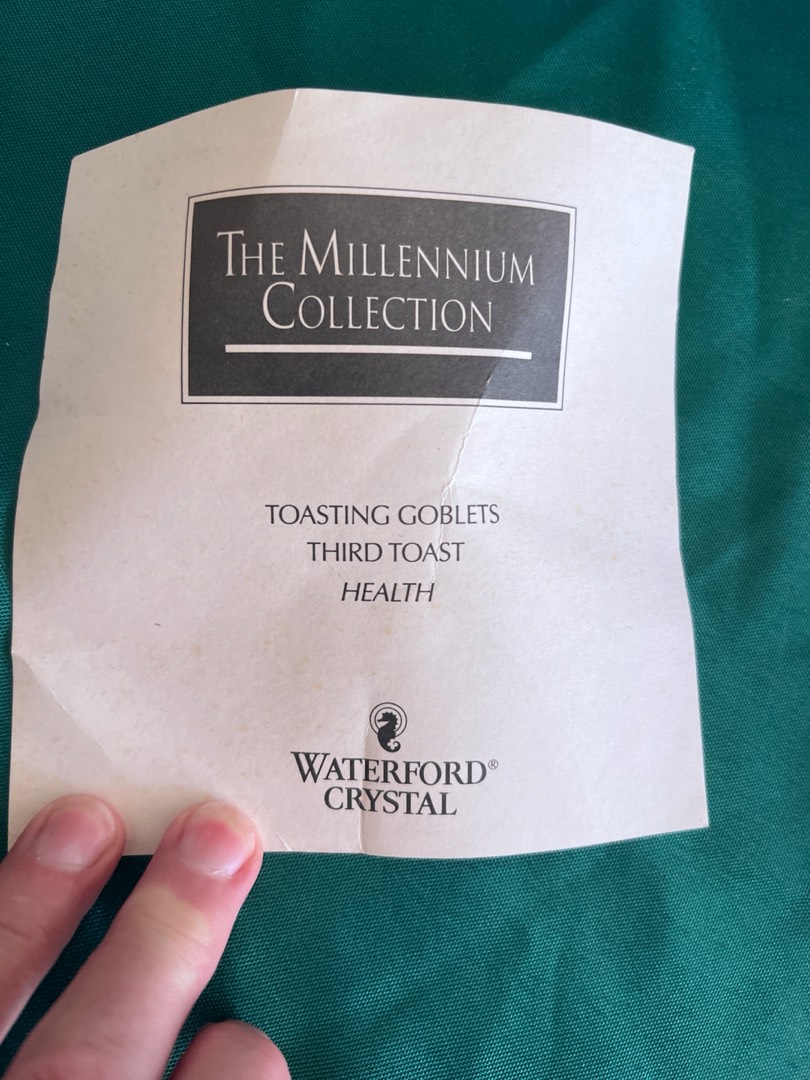 THE MILLENNIUM
COLLECTION
TOASTING GOBLETS
THIRD TOAST
HEALTH
WATERFORD®
CRYSTAL